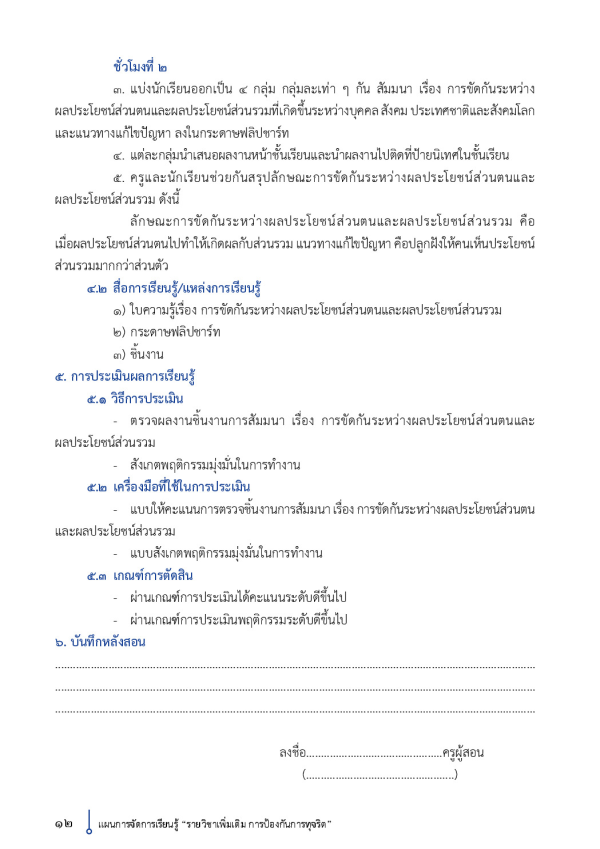 ชั่วโมงที่ ๒
๓. แบ่งนักเรียนออกเป็น ๔ กลุ่ม กลุ่มละเท่า ๆ กัน สัมมนา เรื่อง การขัดกันระหว่าง
ผลประโยชน์ส่วนตนและผลประโยชน์ส่วนรวมที่เกิดขึ้นระหว่างบุคคล สังคม ประเทศชาติและสังคมโลก
และแนวทางแก้ไขปัญหา ลงในกระดาษฟลิปชาร์ท
๔. แต่ละกลุ่มนำเสนอผลงานหน้าชั้นเรียนและนำผลงานไปติดที่ป้ายนิเทศในชั้นเรียน
๕. ครูและนักเรียนช่วยกันสรุปลักษณะการขัดกันระหว่างผลประโยชน์ส่วนตนและ
ผลประโยชน์ส่วนรวม ดังนี้
ลักษณะการขัดกันระหว่างผลประโยชน์ส่วนตนและผลประโยชน์ส่วนรวม คือ
เมื่อผลประโยชน์ส่วนตนไปทำให้เกิดผลกับส่วนรวม แนวทางแก้ไขปัญหา คือปลูกฝังให้คนเห็นประโยชน์
ส่วนรวมมากกว่าส่วนตัว
๔.๒ สื่อการเรียนรู้/แหล่งการเรียนรู้
๑) ใบความรู้เรื่อง การขัดกันระหว่างผลประโยชน์ส่วนตนและผลประโยชน์ส่วนรวม
๒) กระดาษฟลิปชาร์ท
๓) ชิ้นงาน
๕. การประเมินผลการเรียนรู้
๕.๑ วิธีการประเมิน
- ตรวจผลงานชิ้นงานการสัมมนา เรื่อง การขัดกันระหว่างผลประโยชน์ส่วนตนและ
ผลประโยชน์ส่วนรวม
- สังเกตพฤติกรรมมุ่งมั่นในการทำงาน
๕.๒ เครื่องมือที่ใช้ในการประเมิน
- แบบให้คะแนนการตรวจชิ้นงานการสัมมนา เรื่อง การขัดกันระหว่างผลประโยชน์ส่วนตน
และผลประโยชน์ส่วนรวม
- แบบสังเกตพฤติกรรมมุ่งมั่นในการทำงาน
๕.๓ เกณฑ์การตัดสิน
- ผ่านเกณฑ์การประเมินได้คะแนนระดับดีขึ้นไป
- ผ่านเกณฑ์การประเมินพฤติกรรมระดับดีขึ้นไป
๖. บันทึกหลังสอน
................................................................................
................................................................................
................................................................................
ลงชื่อ..............................................ครูผู้สอน
(..................................................)
๑๒ แผนการจัดการเรียนรู้ “รายวิชาเพิ่มเติม การป้องกันการทุจริต”